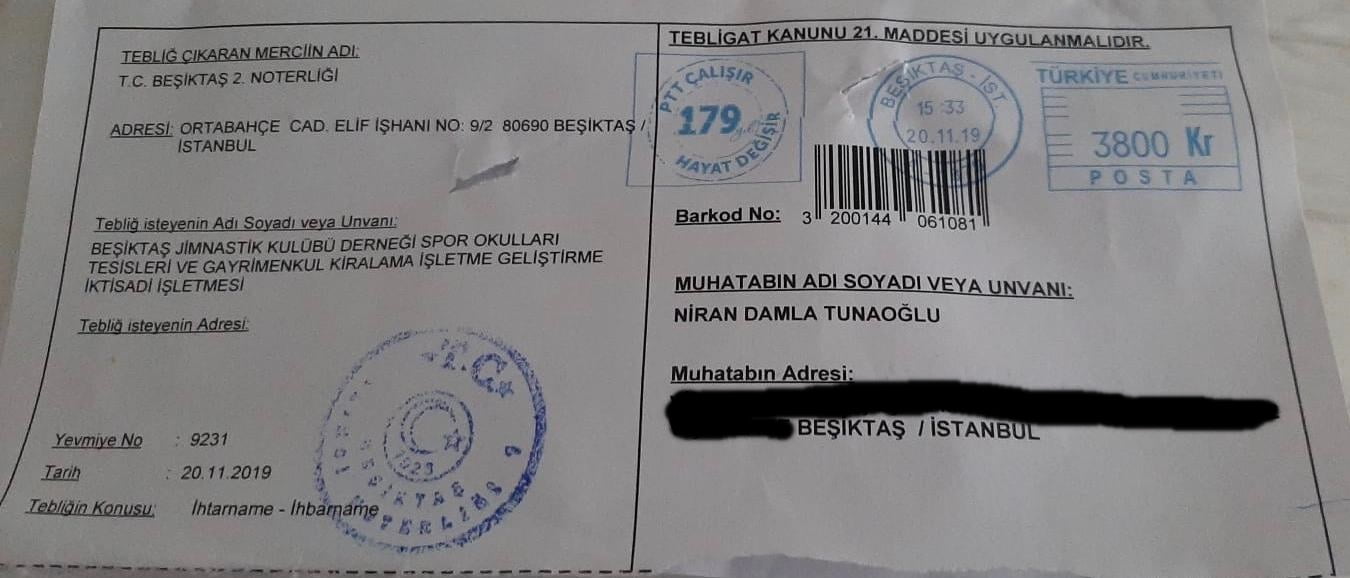 TEBLİĞ ÇIKARAN MERCİİN ADI:
T.C. BEŞİKTAŞ 2. NOTERLİĞİ
ADRESİ: ORTABAHÇE CAD. ELİF İŞHANI NO: 9/2 80690 BEŞİKTAŞ /
İSTANBUL
Tebliğ isteyenin Adı Soyadı veya Unvanı:
BEŞİKTAŞ JİMNASTİK KULÜBÜ DERNEĞİ SPOR OKULLARI
TESİSLERİ VE GAYRİMENKUL KİRALAMA İŞLETME GELİŞTİRME
İKTİSADİ İŞLETMESİ
Tebliğ isteyenin Adresi:
T.C.
1923
BEŞİKTAŞ
Yevmiye No : 9231
Tarih : 20.11.2019
Tebliğin Konusu: İhtarname - İhbarname
TEBLİGAT KANUNU 21. MADDESİ UYGULANMALIDIR.
PTT ÇALIŞIR
179
HAYAT DEĞİŞİR
BEŞİKTAŞ - İST.
15:33
20.11.19
TÜRKİYE CUMHURİYETİ
3800 Kr
POSTA
Barkod No: 3 200144 061081
MUHATABIN ADI SOYADI VEYA UNVANI:
NİRAN DAMLA TUNAOĞLU
Muhatabın Adresi:
BEŞİKTAŞ / İSTANBUL